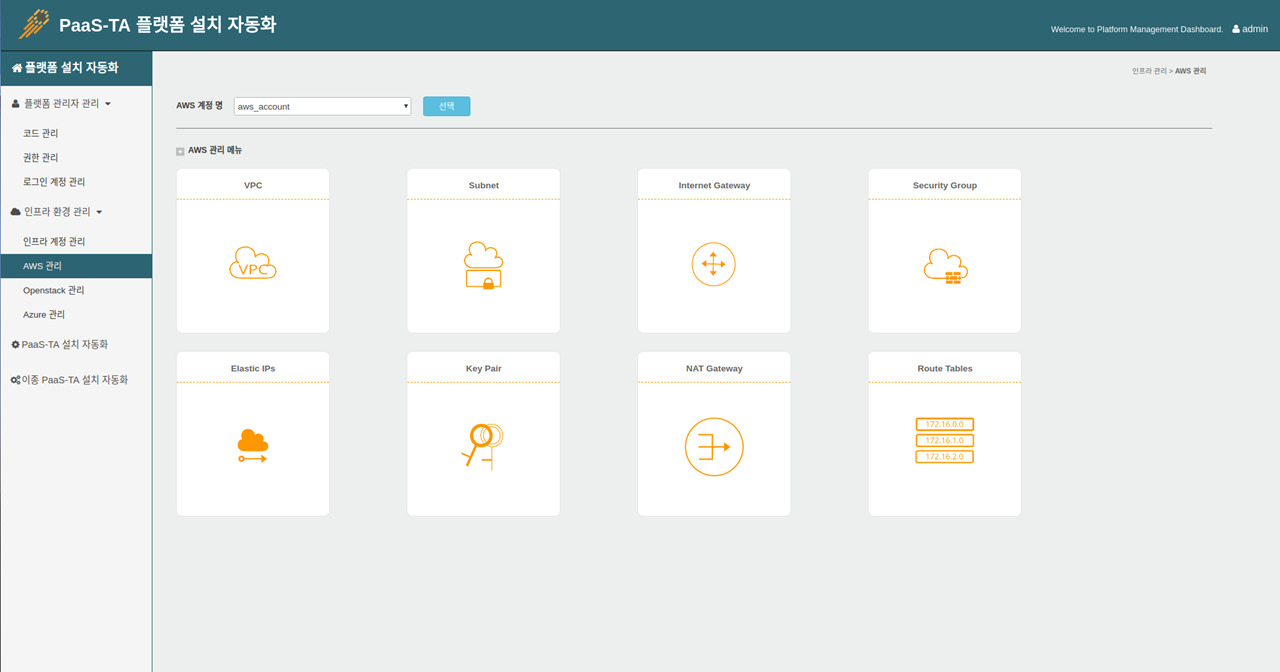 PaaS-TA 플랫폼 설치 자동화
Welcome to Platform Management Dashboard. admin
플랫폼 설치 자동화
플랫폼 관리자 관리
코드 관리
권한 관리
로그인 계정 관리
인프라 환경 관리
인프라 계정 관리
AWS 관리
Openstack 관리
Azure 관리
PaaS-TA 설치 자동화
이종 PaaS-TA 설치 자동화
인프라 관리 > AWS 관리
AWS 계정 명 aws_account 선택
AWS 관리 메뉴
VPC Subnet Internet Gateway Security Group
VPC
Elastic IPs Key Pair NAT Gateway Route Tables
172.16.0.0
172.16.1.0
172.16.2.0